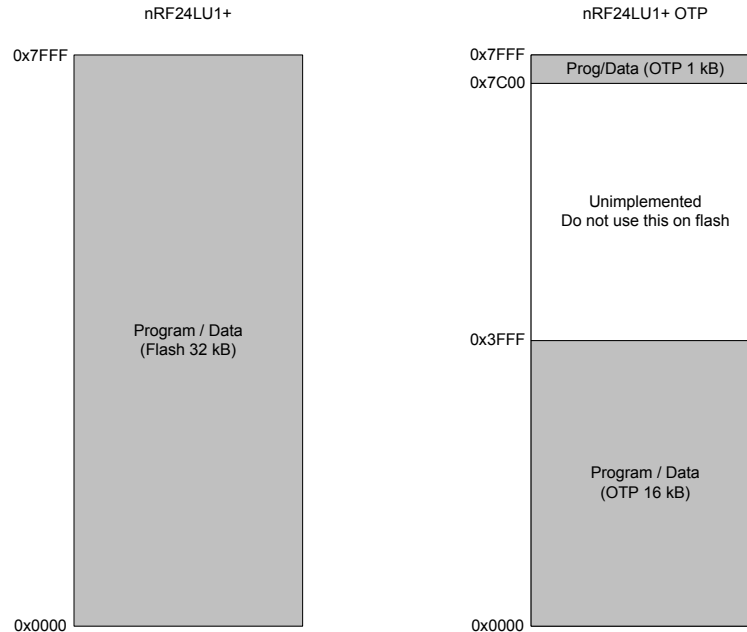 nRF24LU1+
0x7FFF
Program / Data
(Flash 32 kB)
0x0000
nRF24LU1+ OTP
0x7FFF
Prog/Data (OTP 1 kB)
0x7C00
Unimplemented
Do not use this on flash
0x3FFF
Program / Data
(OTP 16 kB)
0x0000